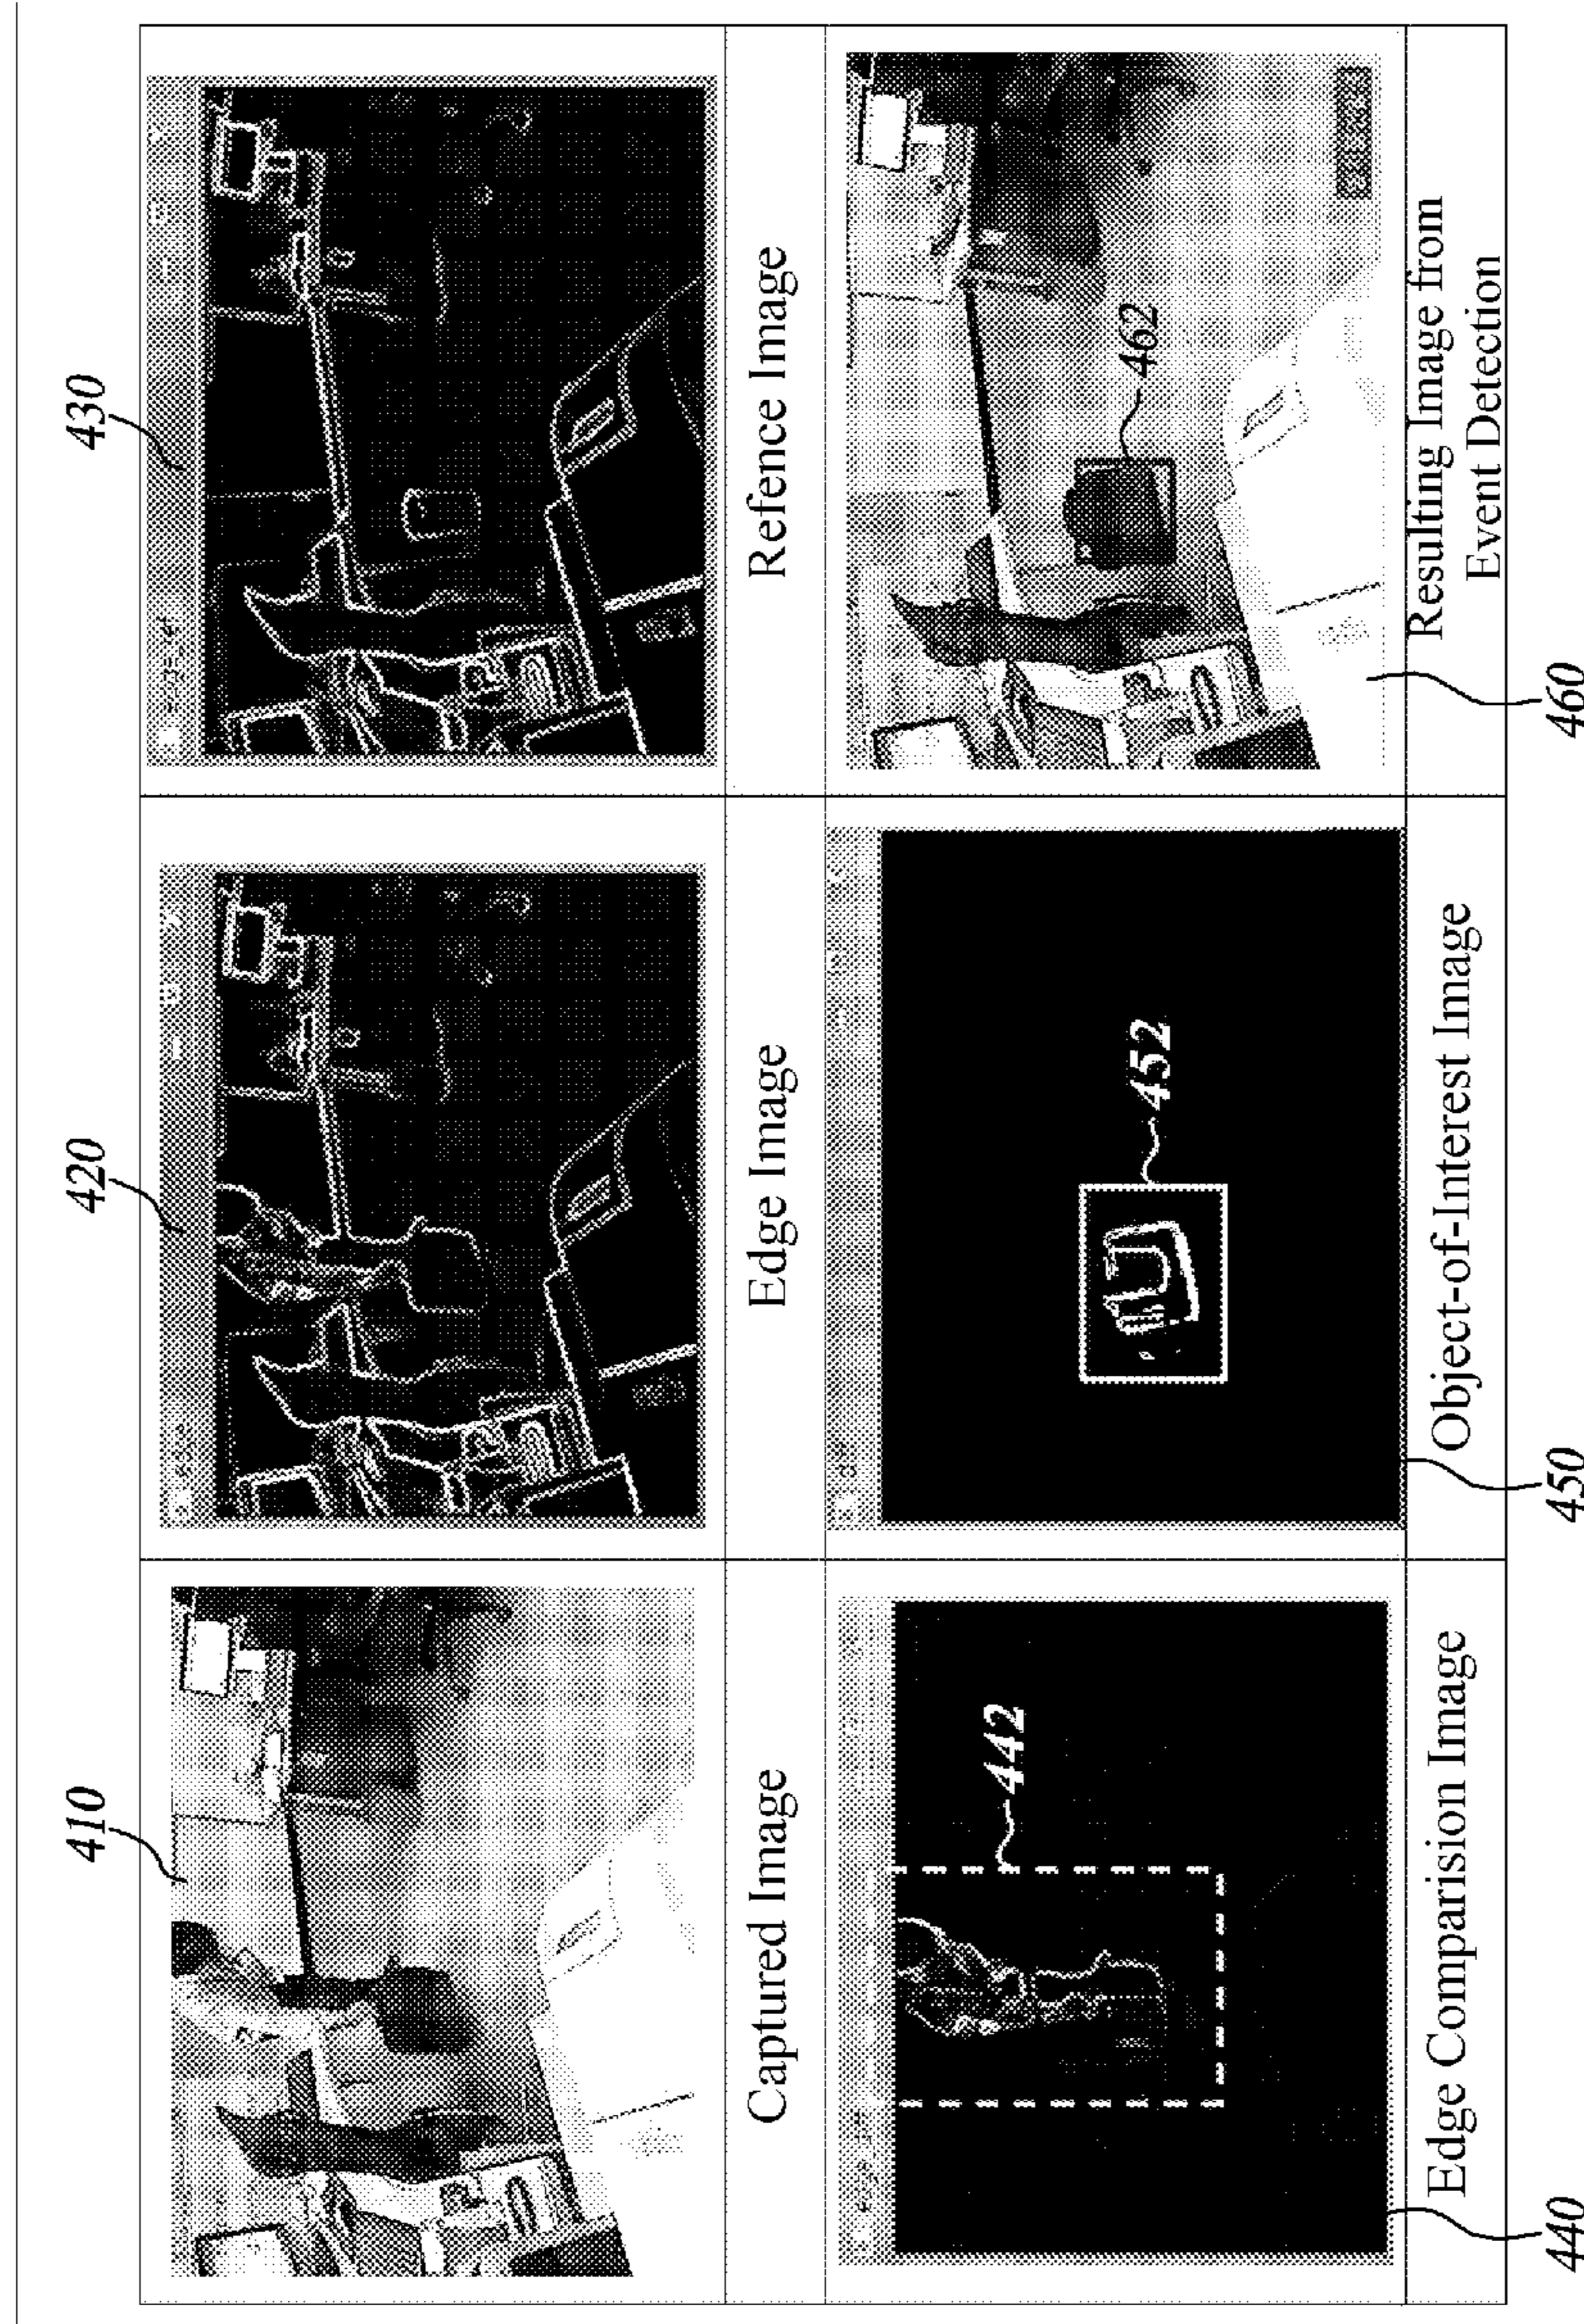 410
420
430
Captured Image
Edge Image
Refence Image
442
452
462
Edge Comparision Image
Object-of-Interest Image
Resulting Image from
Event Detection
440
450
460